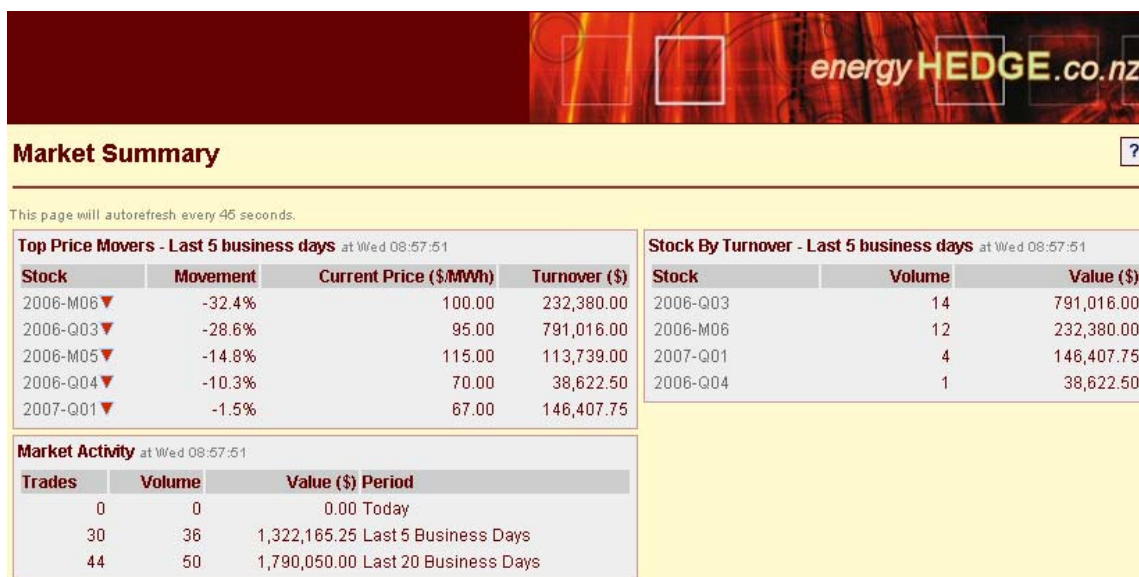 energyHEDGE.co.nz
Market Summary
?
This page will autorefresh every 45 seconds.
Top Price Movers - Last 5 business days at Wed 08:57:51
Stock Movement Current Price ($/MWh) Turnover ($)
2006-M06▼ -32.4% 100.00 232,380.00
2006-Q03▼ -28.6% 95.00 791,016.00
2006-M05▼ -14.8% 115.00 113,739.00
2006-Q04▼ -10.3% 70.00 38,622.50
2007-Q01▼ -1.5% 67.00 146,407.75
Stock By Turnover - Last 5 business days at Wed 08:57:51
Stock Volume Value ($)
2006-Q03 14 791,016.00
2006-M06 12 232,380.00
2007-Q01 4 146,407.75
2006-Q04 1 38,622.50
Market Activity at Wed 08:57:51
Trades Volume Value ($) Period
0 0 0.00 Today
30 36 1,322,165.25 Last 5 Business Days
44 50 1,790,050.00 Last 20 Business Days